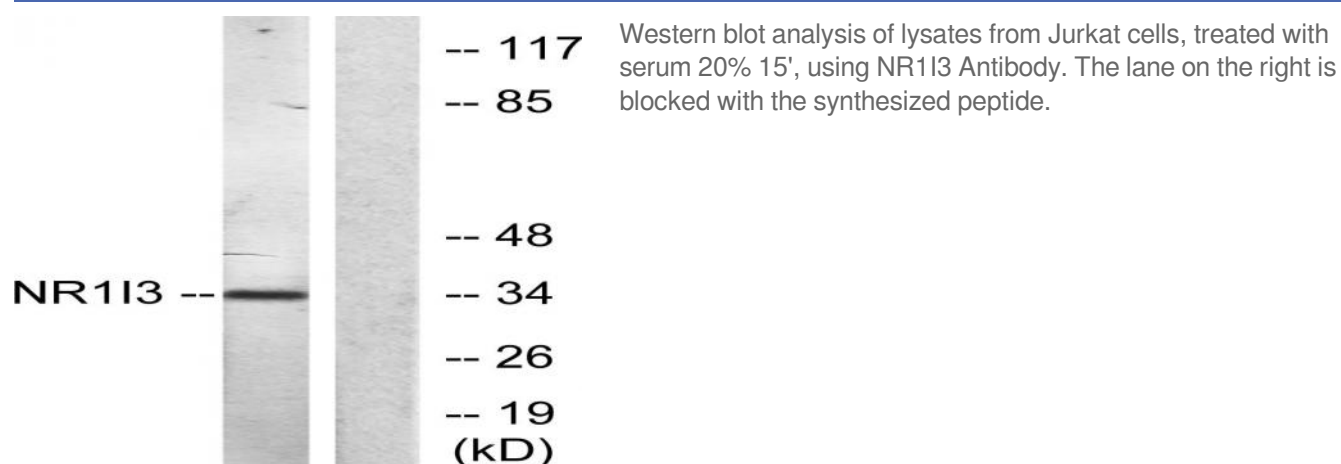 -- 117
-- 85
-- 48
NR1I3 --
-- 34
-- 26
-- 19
(kD)
Western blot analysis of lysates from Jurkat cells, treated with
serum 20% 15', using NR1I3 Antibody. The lane on the right is
blocked with the synthesized peptide.